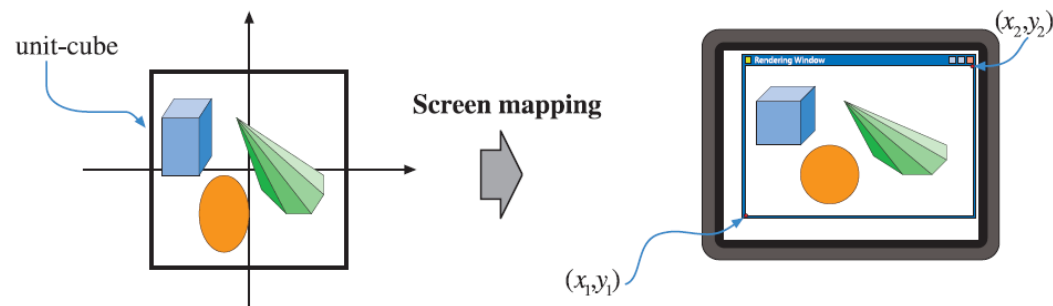 unit-cube
Screen mapping
Rendering Window
(x₂,y₂)
(x₁,y₁)